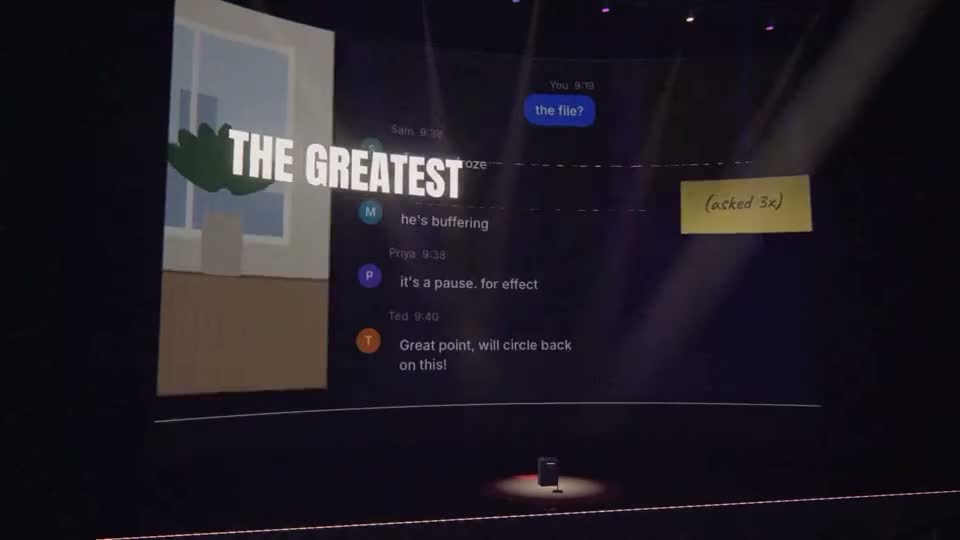 You 9:19
the file?
Sam 9:38
S
THE GREATEST
M
he's buffering
(asked 3x)
Priya 9:38
P
it's a pause. for effect
Ted 9:40
T
Great point, will circle back
on this!